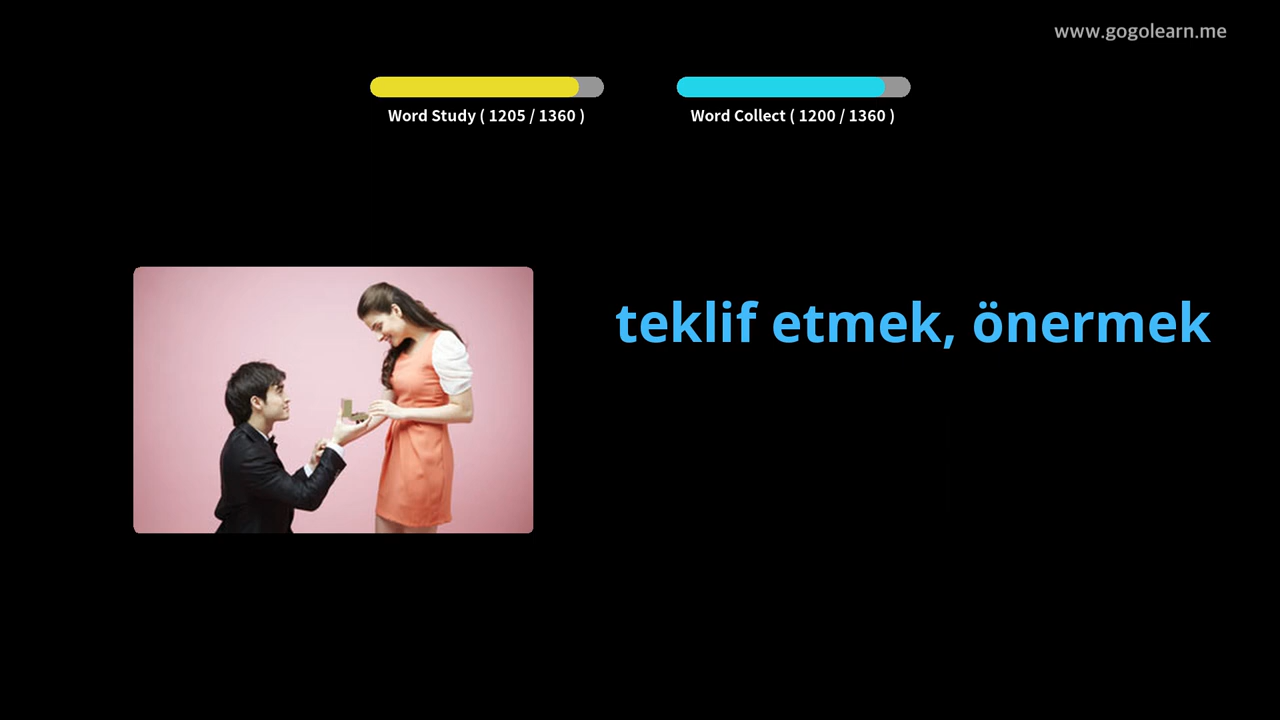 www.gogolearn.me
Word Study ( 1205 / 1360 )
Word Collect ( 1200 / 1360 )
teklif etmek, önermek